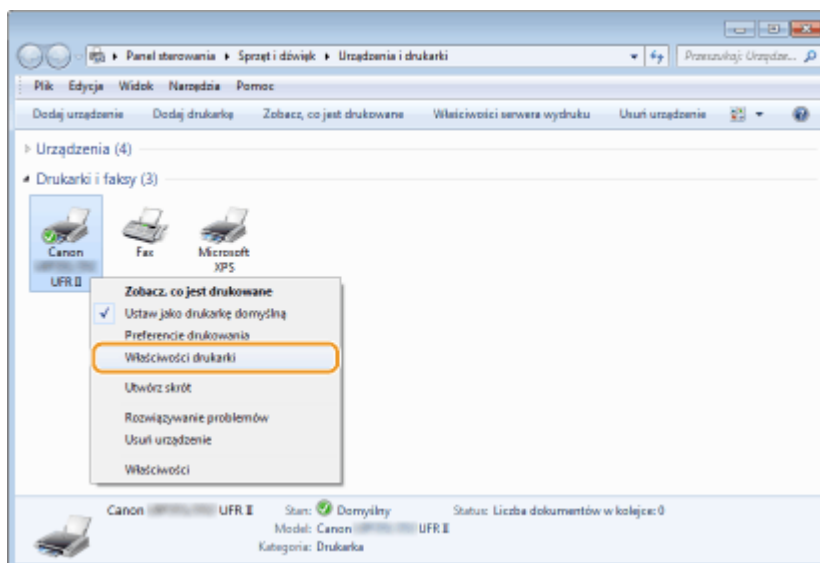 Panel sterowania ▸ Sprzęt i dźwięk ▸ Urządzenia i drukarki
Przeszukaj: Urządze...
Plik Edycja Widok Narzędzia Pomoc
Dodaj urządzenie Dodaj drukarkę Zobacz, co jest drukowane Właściwości serwera wydruku Usuń urządzenie
Urządzenia (4)
Drukarki i faksy (3)
Canon
UFR II
Fax
Microsoft
XPS
Zobacz, co jest drukowane
Ustaw jako drukarkę domyślną
Preferencje drukowania
Właściwości drukarki
Utwórz skrót
Rozwiązywanie problemów
Usuń urządzenie
Właściwości
Canon UFR II Stan: Domyślny Status: Liczba dokumentów w kolejce: 0
Model: Canon UFR II
Kategoria: Drukarka